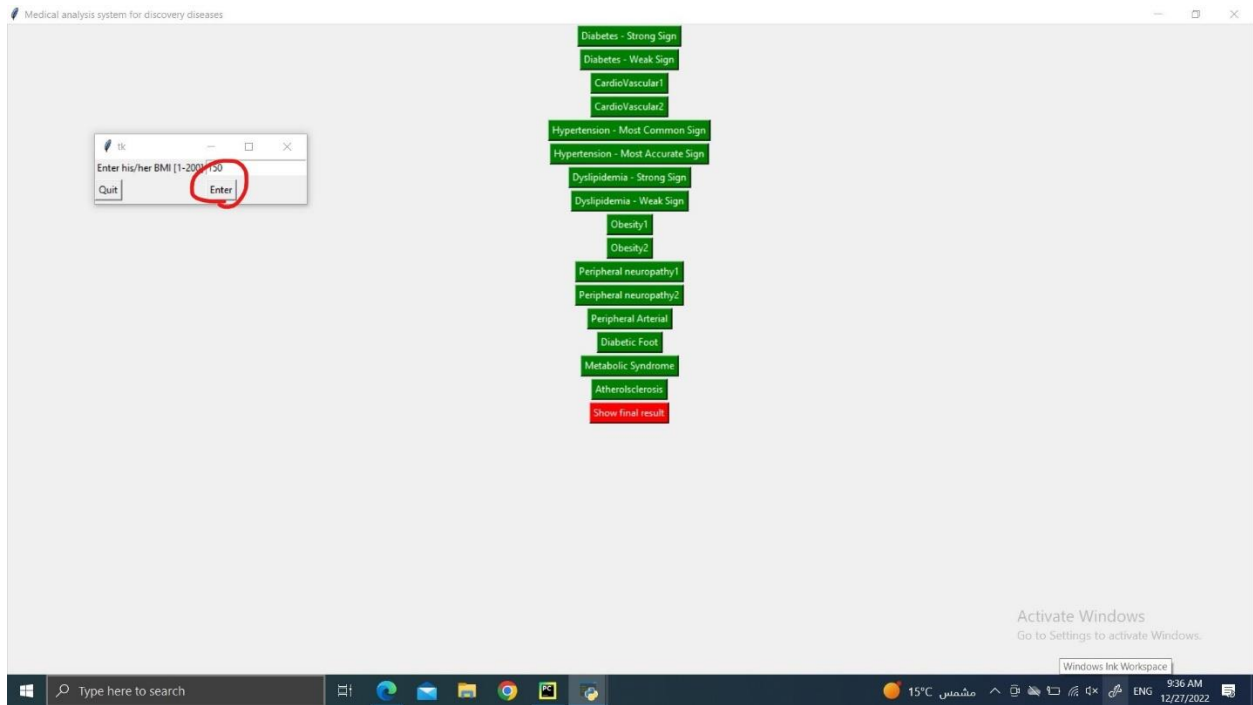 Medical analysis system for discovery diseases
Diabetes - Strong Sign
Diabetes - Weak Sign
CardioVascular1
CardioVascular2
Hypertension - Most Common Sign
Hypertension - Most Accurate Sign
Dyslipidemia - Strong Sign
Dyslipidemia - Weak Sign
Obesity1
Obesity2
Peripheral neuropathy1
Peripheral neuropathy2
Peripheral Arterial
Diabetic Foot
Metabolic Syndrome
Atherolsclerosis
Show final result
tk
Enter his/her BMI [1-200] 150
Quit Enter
Activate Windows
Go to Settings to activate Windows.
Windows Ink Workspace
Type here to search
PC
15°C مشمس
ENG
9:36 AM
12/27/2022